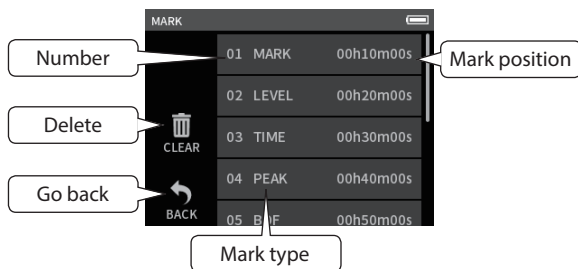 MARK
Number
01 MARK 00h10m00s
Mark position
02 LEVEL 00h20m00s
Delete
CLEAR
03 TIME 00h30m00s
04 PEAK 00h40m00s
Go back
BACK
05 BOF 00h50m00s
Mark type